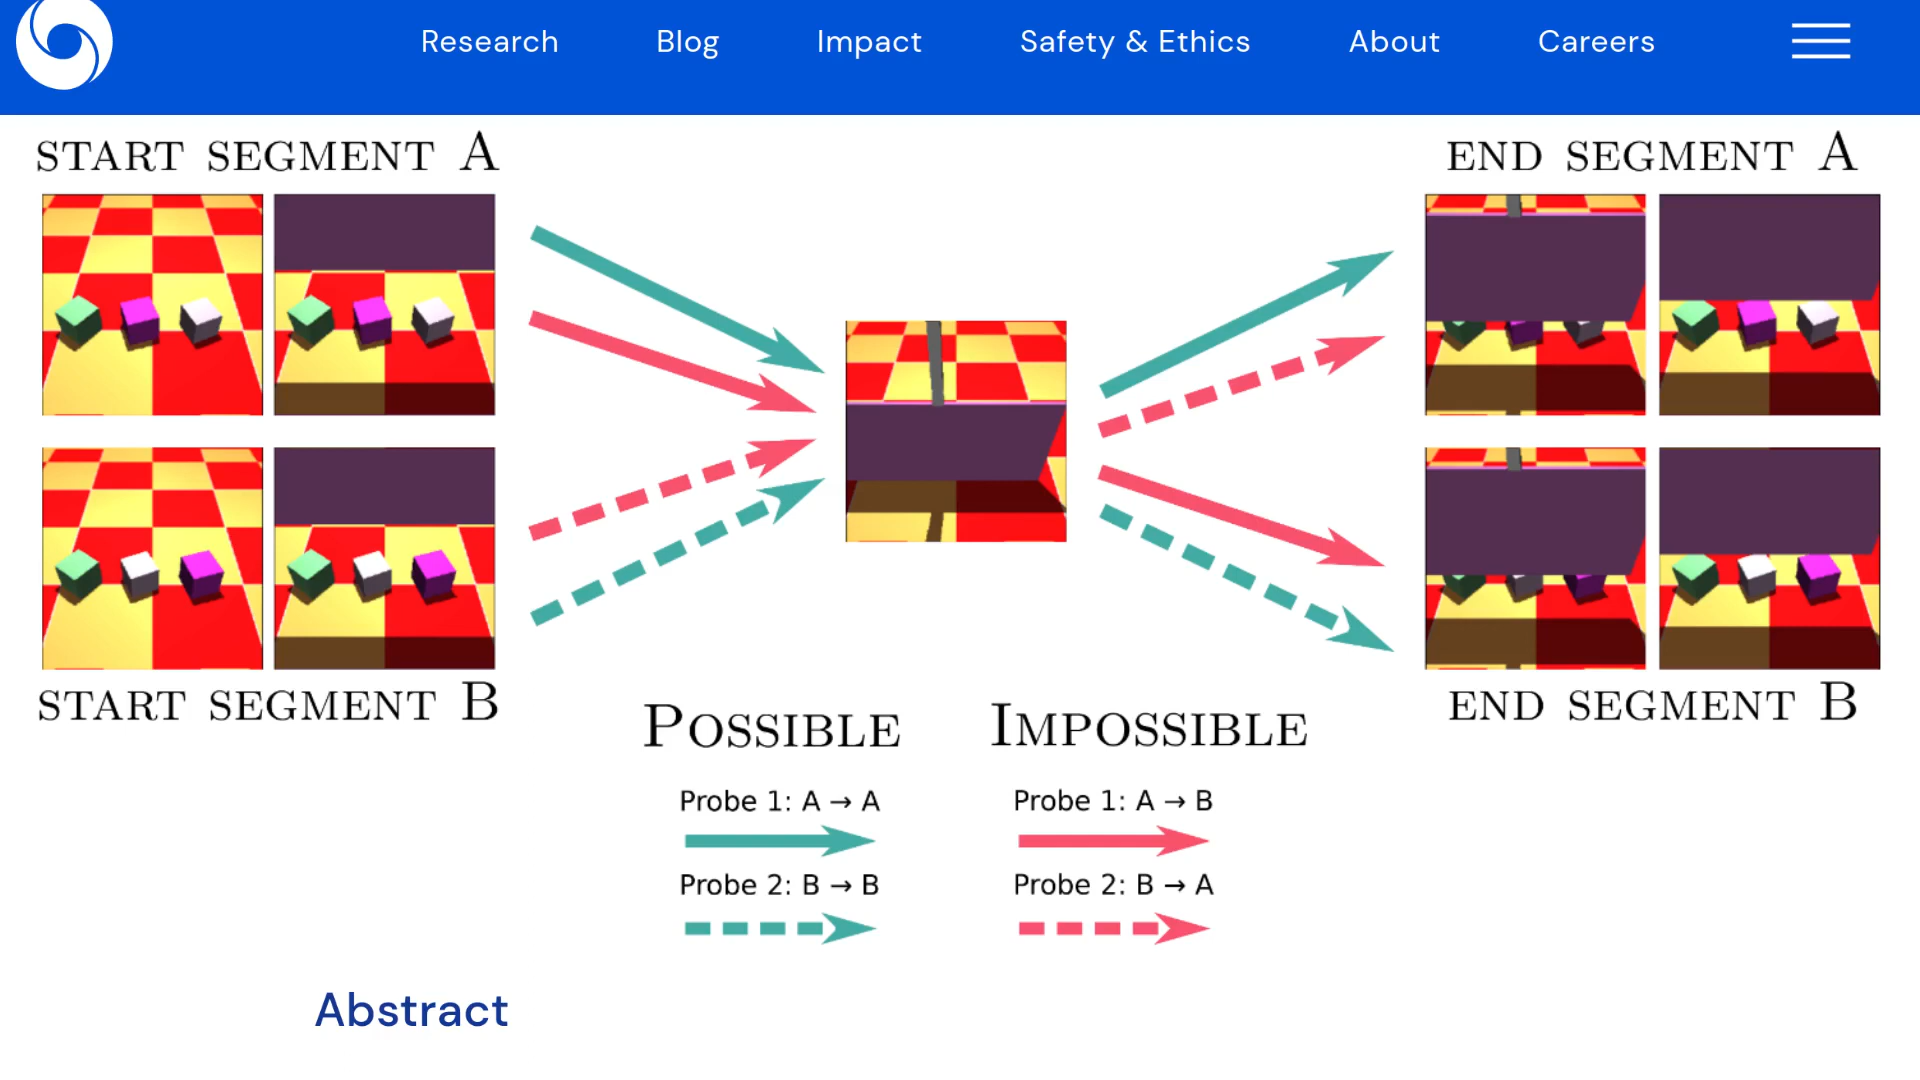 Research Blog Impact Safety & Ethics About Careers
START SEGMENT A
END SEGMENT A
START SEGMENT B
END SEGMENT B
POSSIBLE
IMPOSSIBLE
Probe 1: A → A
Probe 1: A → B
Probe 2: B → B
Probe 2: B → A
Abstract